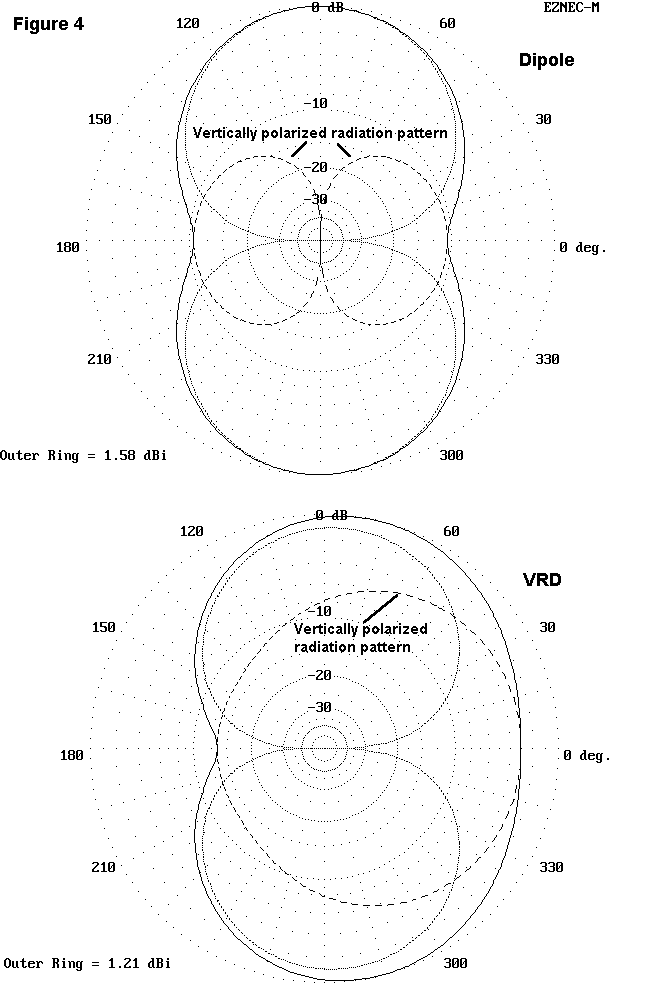 Figure 4
EZNEC-M
0 dB
120
60
Dipole
-10
150
30
Vertically polarized radiation pattern
-20
-30
180
0 deg.
210
330
Outer Ring = 1.58 dBi
300
0 dB
120
60
VRD
-10
150
30
Vertically polarized
radiation pattern
-20
-30
180
0 deg.
210
330
Outer Ring = 1.21 dBi
300